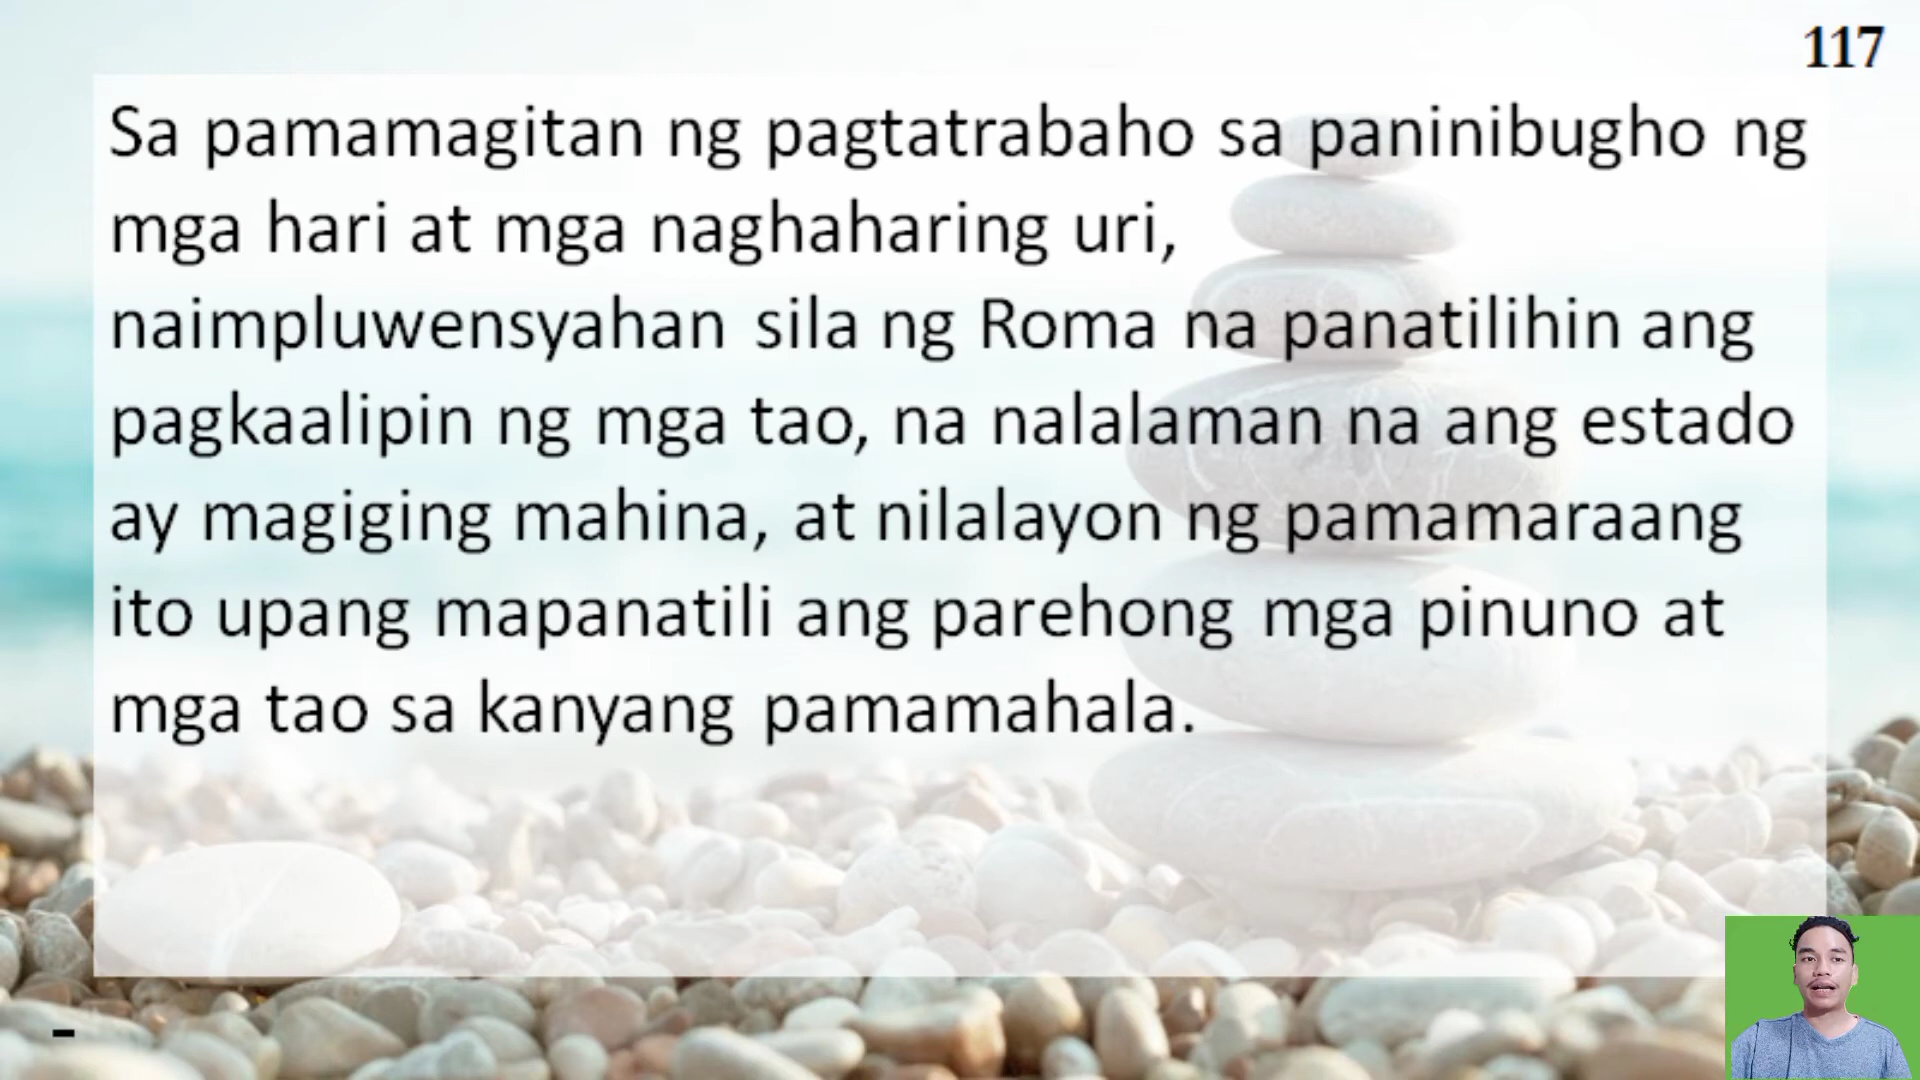 117
Sa pamamagitan ng pagtatrabaho sa paninibugho ng
mga hari at mga naghaharing uri,
naimpluwensyahan sila ng Roma na panatilihin ang
pagkaalipin ng mga tao, na nalalaman na ang estado
ay magiging mahina, at nilalayon ng pamamaraang
ito upang mapanatili ang parehong mga pinuno at
mga tao sa kanyang pamamahala.
-